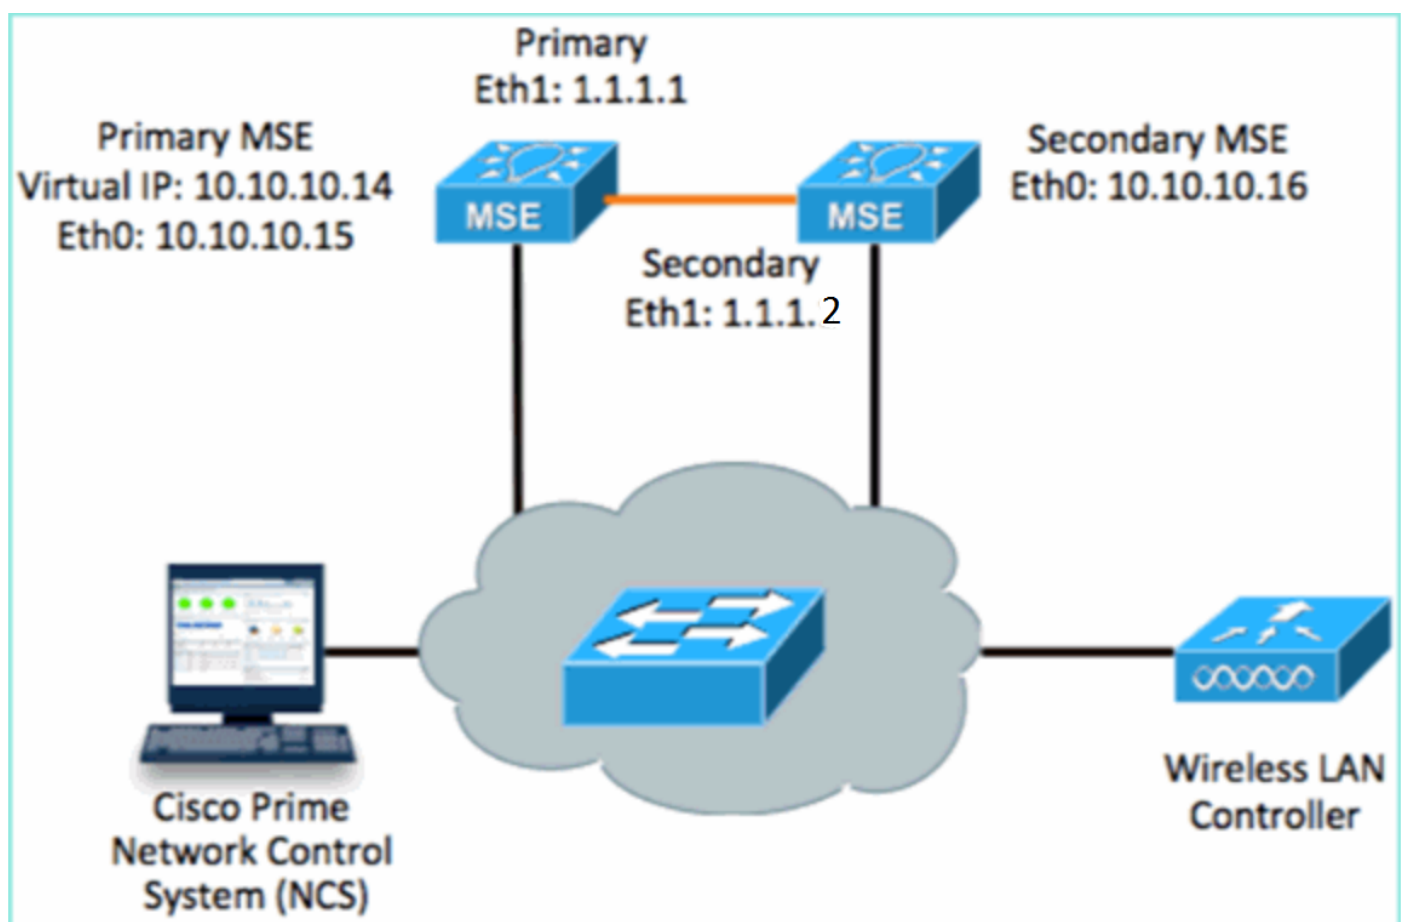 Primary
Eth1: 1.1.1.1
Primary MSE
Virtual IP: 10.10.10.14
Eth0: 10.10.10.15
Secondary MSE
Eth0: 10.10.10.16
MSE
MSE
Secondary
Eth1: 1.1.1.2
Cisco Prime
Network Control
System (NCS)
Wireless LAN
Controller